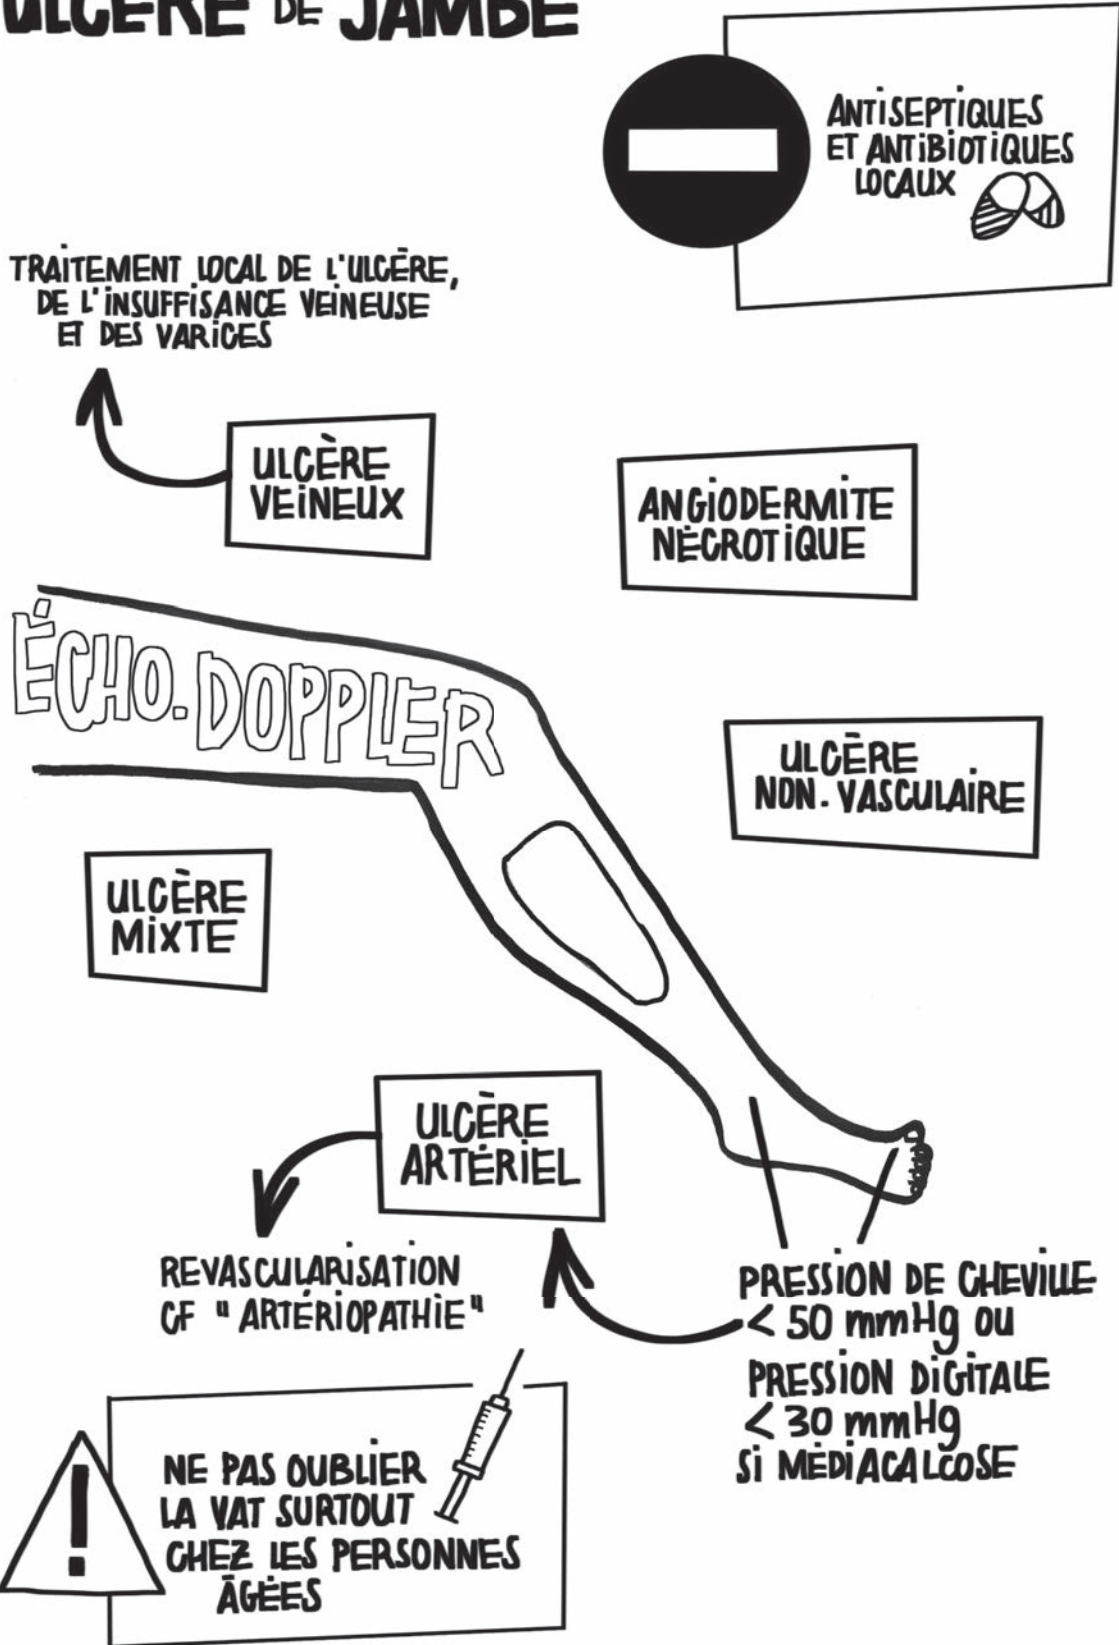 ULCÈRE DE JAMBE
ANTISEPTIQUES
ET ANTIBIOTIQUES
LOCAUX
TRAITEMENT LOCAL DE L'ULCÈRE,
DE L'INSUFFISANCE VEINEUSE
ET DES VARICES
ULCÈRE
VEINEUX
ANGIODERMITE
NÉCROTIQUE
ÉCHO-DOPPLER
ULCÈRE
NON-VASCULAIRE
ULCÈRE
MIXTE
ULCÈRE
ARTÉRIEL
REVASCULARISATION
CF "ARTÉRIOPATHIE"
PRESSION DE CHEVILLE
< 50 mmHg OU
PRESSION DIGITALE
< 30 mmHg
SI MÉDIACALCOSE
!
NE PAS OUBLIER
LA VAT SURTOUT
CHEZ LES PERSONNES
ÂGÉES